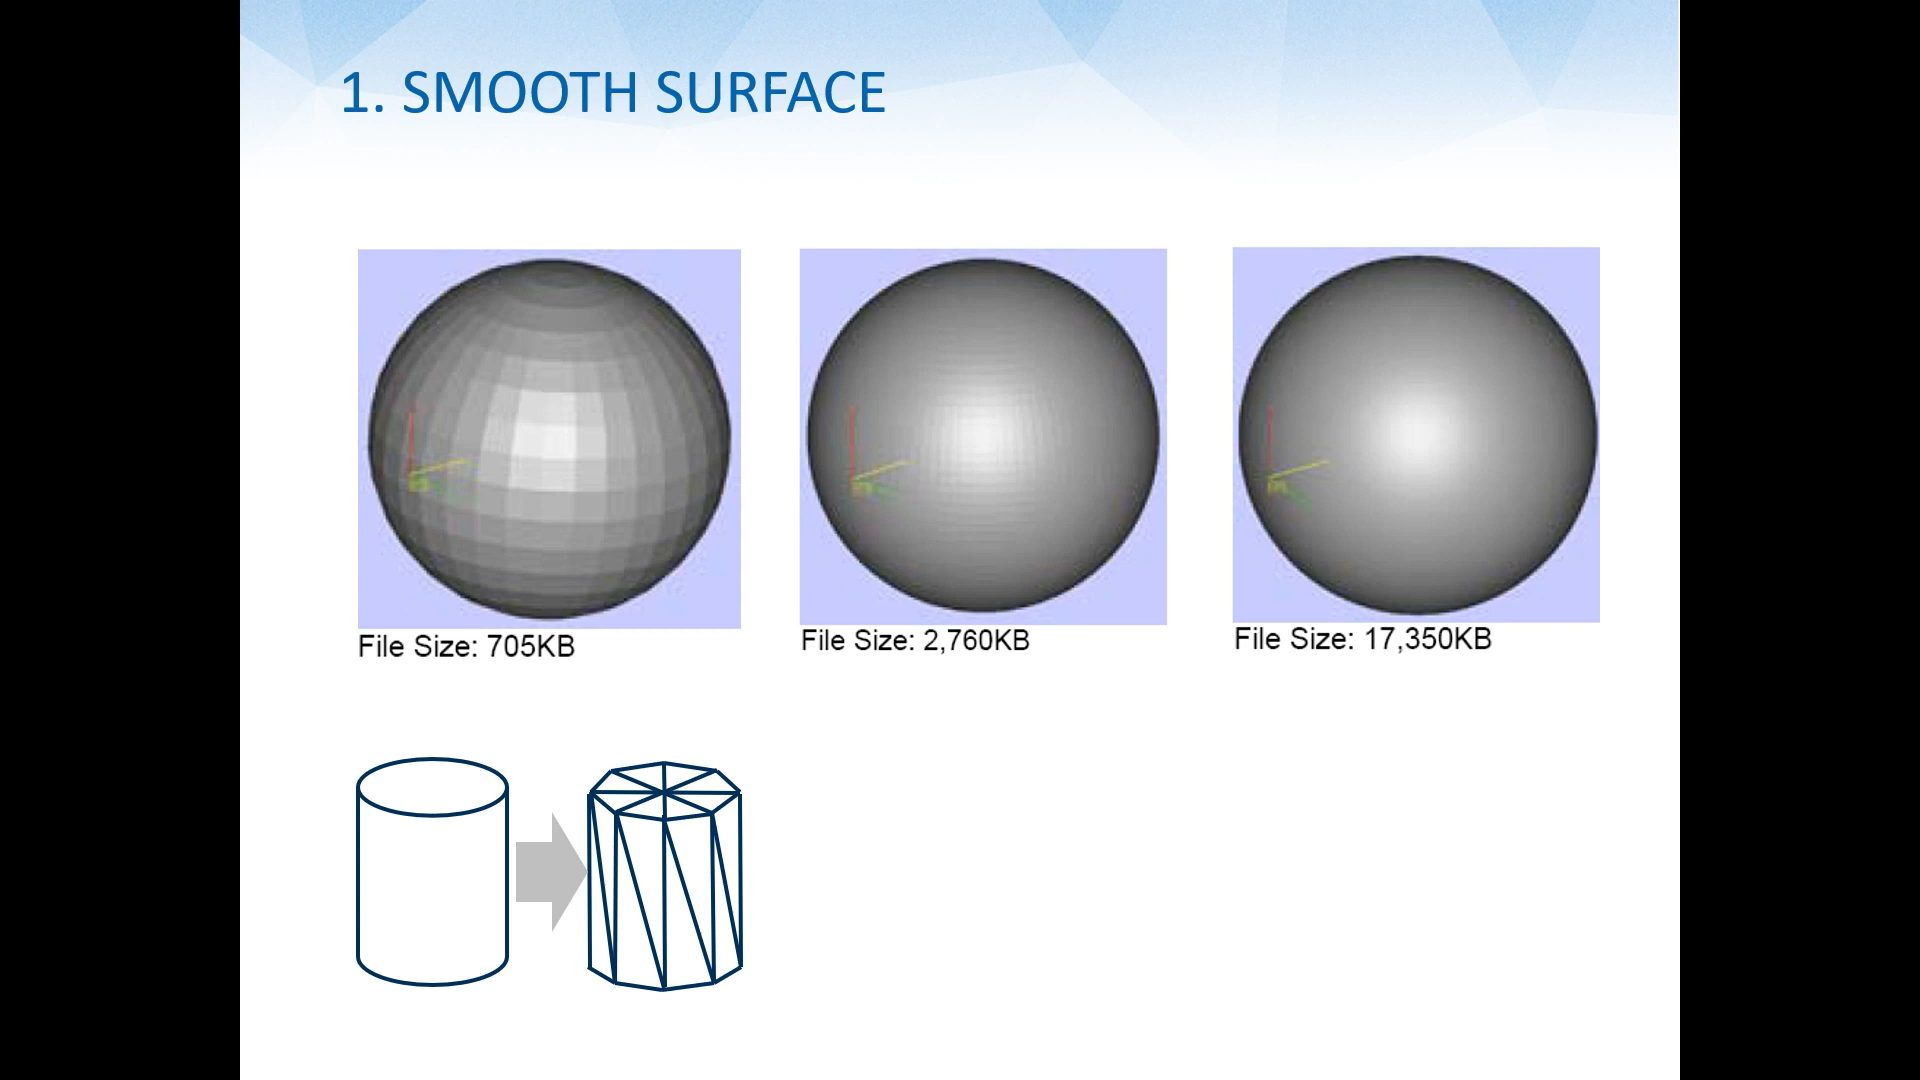 1. SMOOTH SURFACE
File Size: 705KB
File Size: 2,760KB
File Size: 17,350KB